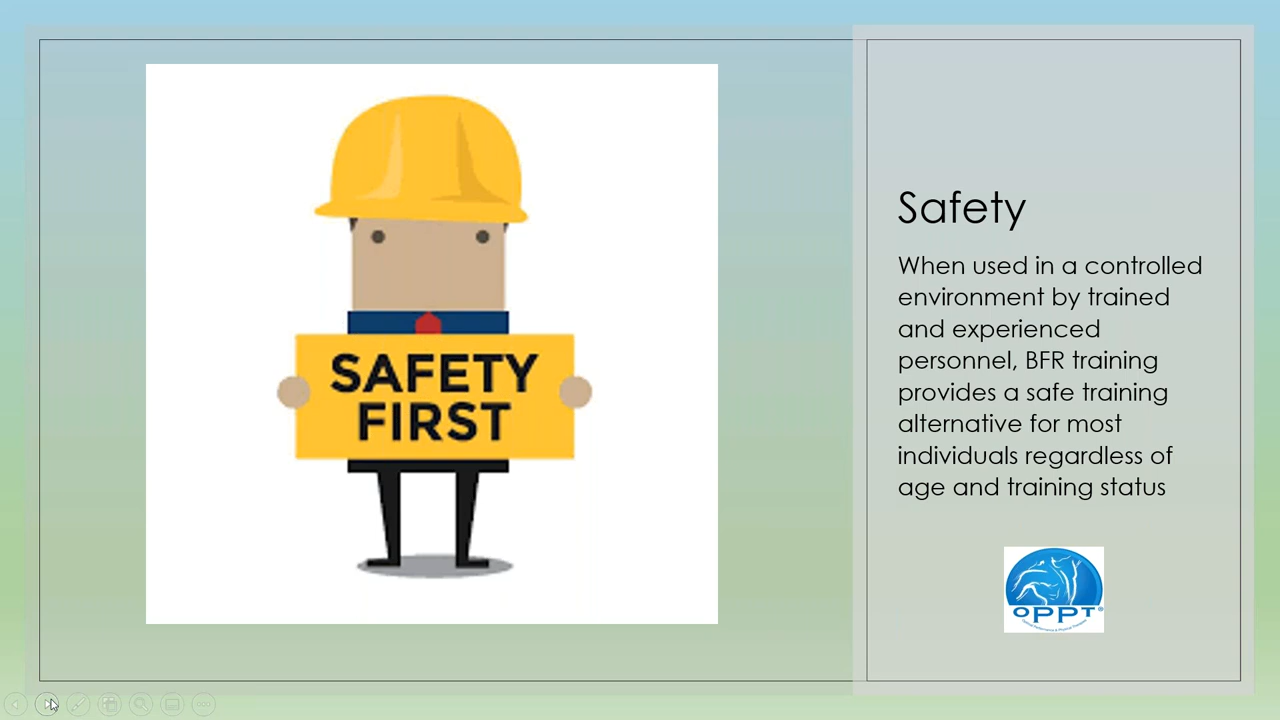 SAFETY
FIRST
Safety
When used in a controlled
environment by trained
and experienced
personnel, BFR training
provides a safe training
alternative for most
individuals regardless of
age and training status
OPPT®